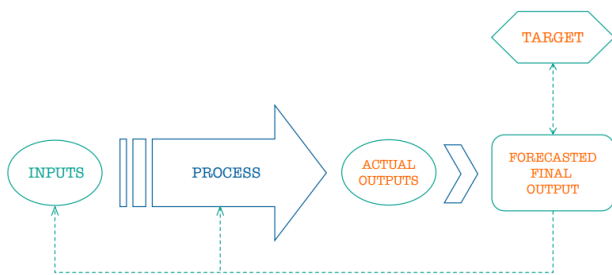 TARGET
INPUTS
PROCESS
ACTUAL
OUTPUTS
FORECASTED
FINAL
OUTPUT